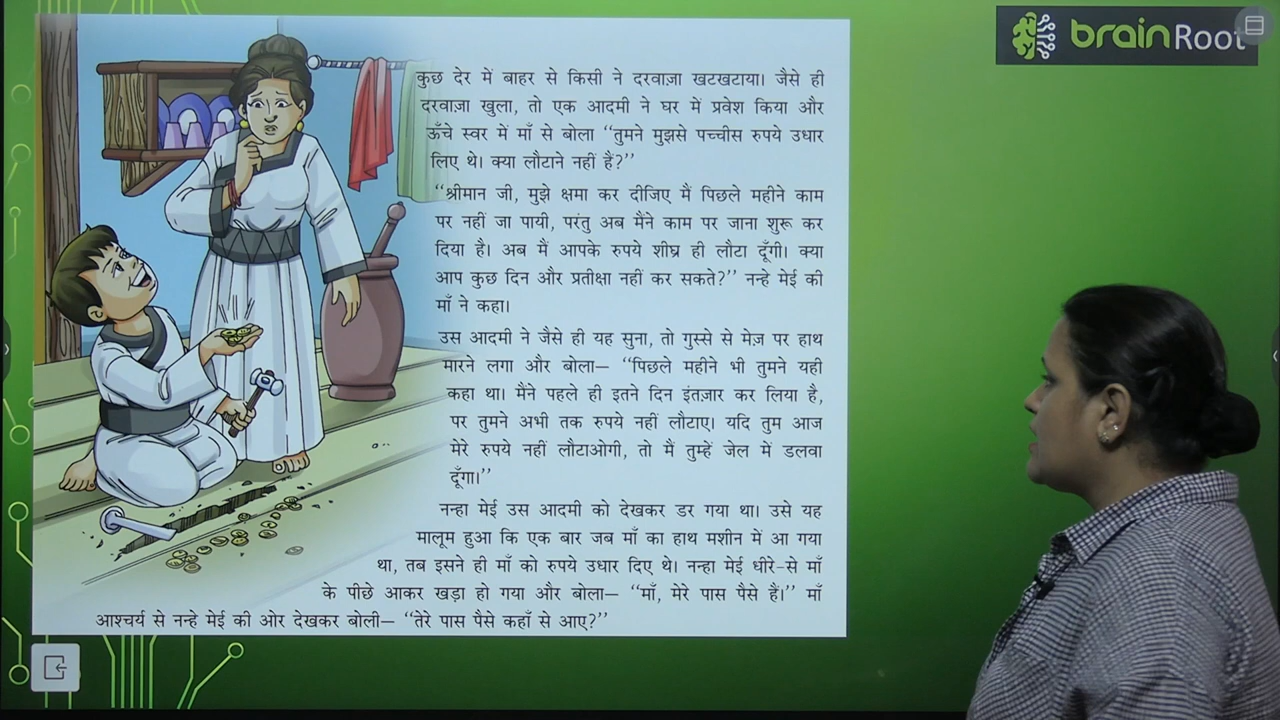 brainRoot
कुछ देर में बाहर से किसी ने दरवाज़ा खटखटाया। जैसे ही
दरवाज़ा खुला, तो एक आदमी ने घर में प्रवेश किया और
ऊँचे स्वर में माँ से बोला “तुमने मुझसे पच्चीस रुपये उधार
लिए थे। क्या लौटाने नहीं हैं?”
“श्रीमान जी, मुझे क्षमा कर दीजिए मैं पिछले महीने काम
पर नहीं जा पायी, परंतु अब मैंने काम पर जाना शुरू कर
दिया है। अब मैं आपके रुपये शीघ्र ही लौटा दूँगी। क्या
आप कुछ दिन और प्रतीक्षा नहीं कर सकते?” नन्हे मेई की
माँ ने कहा।
उस आदमी ने जैसे ही यह सुना, तो गुस्से से मेज़ पर हाथ
मारने लगा और बोला— “पिछले महीने भी तुमने यही
कहा था। मैंने पहले ही इतने दिन इंतज़ार कर लिया है,
पर तुमने अभी तक रुपये नहीं लौटाए। यदि तुम आज
मेरे रुपये नहीं लौटाओगी, तो मैं तुम्हें जेल में डलवा
दूँगा।”
नन्हा मेई उस आदमी को देखकर डर गया था। उसे यह
मालूम हुआ कि एक बार जब माँ का हाथ मशीन में आ गया
था, तब इसने ही माँ को रुपये उधार दिए थे। नन्हा मेई धीरे-से माँ
के पीछे आकर खड़ा हो गया और बोला— “माँ, मेरे पास पैसे हैं।” माँ
आश्चर्य से नन्हे मेई की ओर देखकर बोली— “तेरे पास पैसे कहाँ से आए?”